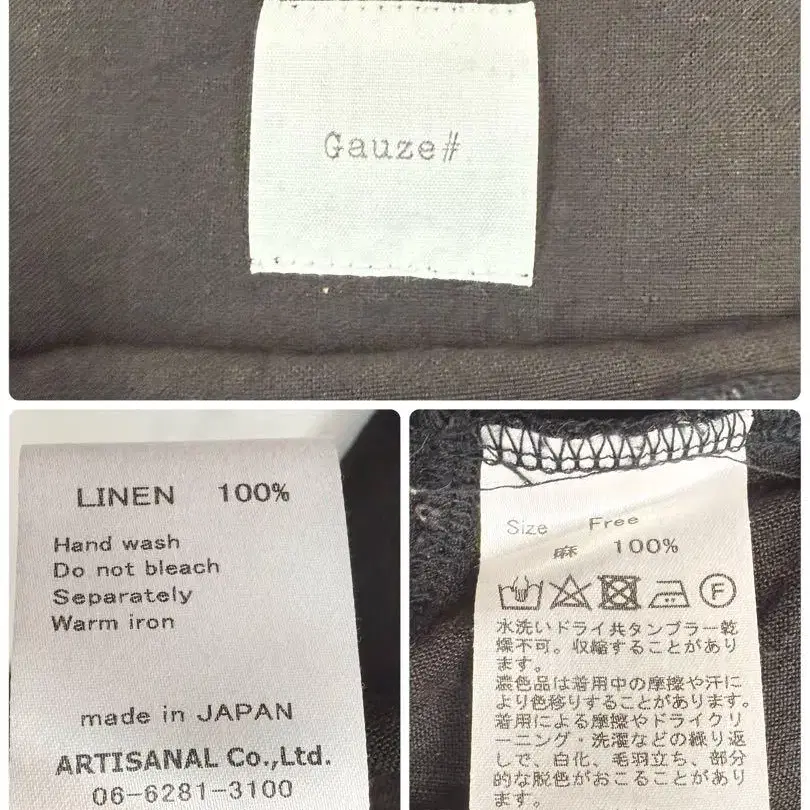 Gauze#
LINEN 100%
Hand wash
Do not bleach
Separately
Warm iron
made in JAPAN
ARTISANAL Co.,Ltd.
06-6281-3100
Size Free
麻 100%
F
水洗いドライ共タンブラー乾
燥不可。収縮することがあり
ます。
濃色品は着用中の摩擦や汗に
より色移りすることがあります。
着用による摩擦やドライクリ
ーニング・洗濯などの繰り返
しで、白化、毛羽立ち、部分
的な脱色がおこることがあり
ます。